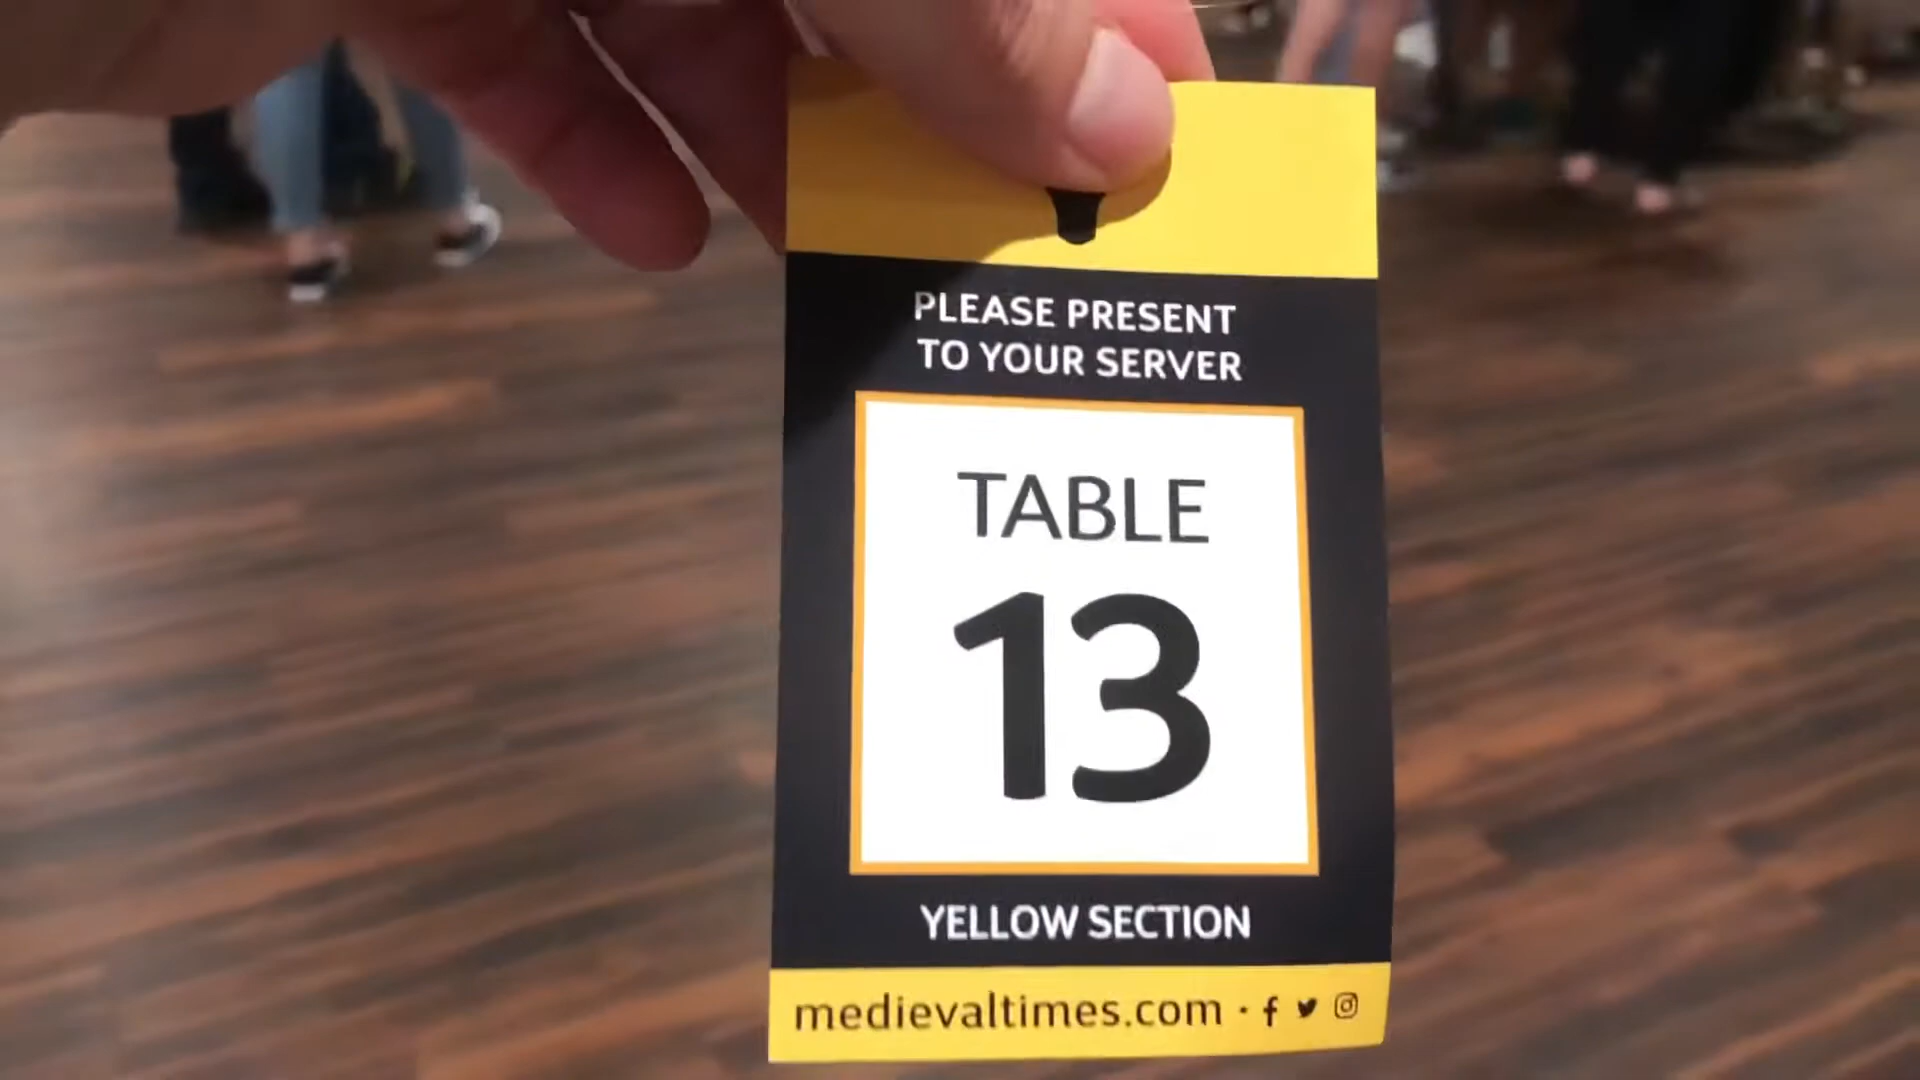 PLEASE PRESENT
TO YOUR SERVER
TABLE
13
YELLOW SECTION
medievaltimes.com ·